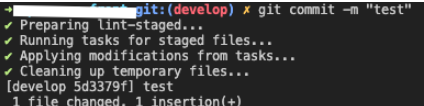 ➜ git:(develop) ✗ git commit -m "test"
✔ Preparing lint-staged...
✔ Running tasks for staged files...
✔ Applying modifications from tasks...
✔ Cleaning up temporary files...
[develop 5d3379f] test
1 file changed, 1 insertion(+)